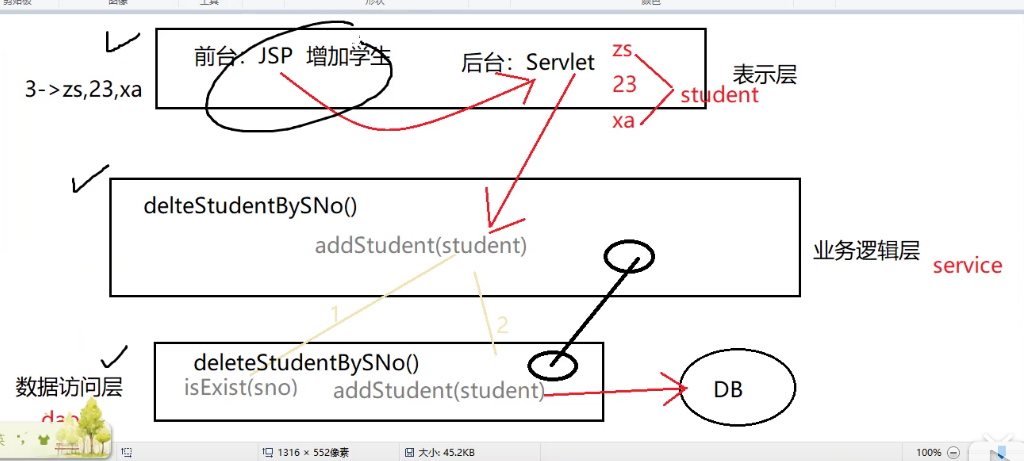 图像
工具
形状
颜色
前台：JSP 增加学生
后台：Servlet
zs
23
xa
student
表示层
3->zs,23,xa
delteStudentBySNo()
addStudent(student)
业务逻辑层
service
1
2
deleteStudentBySNo()
isExist(sno)
addStudent(student)
数据访问层
dao
DB
英
1316 × 552像素
大小: 45.2KB
100%